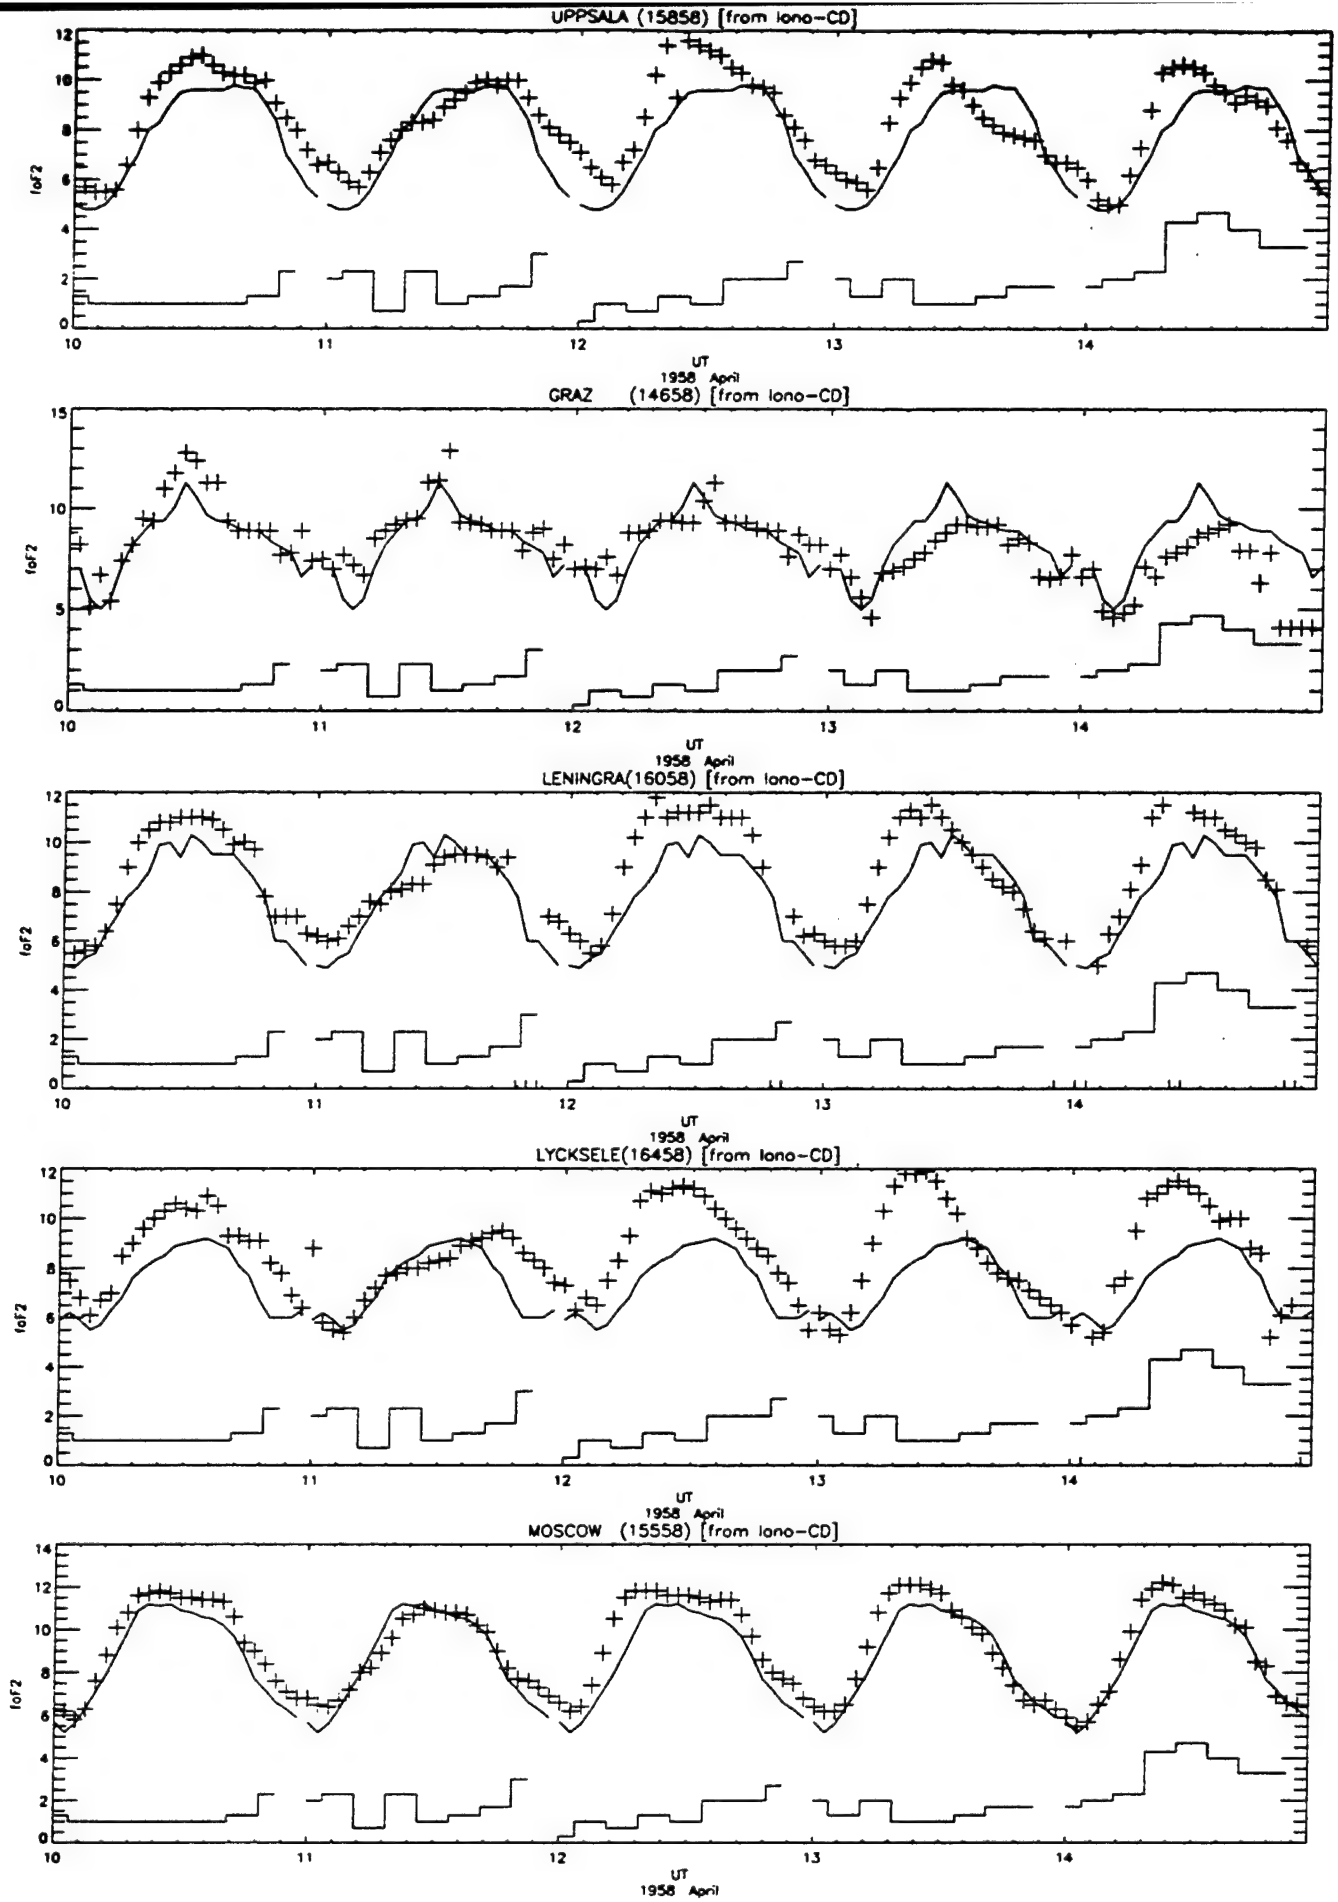 UPPSALA (15858) [from Iono-CD]
12
10
8
6
4
2
0
foF2
10 11 12 13 14
UT
1958 April
GRAZ (14658) [from Iono-CD]
15
10
5
0
foF2
10 11 12 13 14
UT
1958 April
LENINGRA(16058) [from Iono-CD]
12
10
8
6
4
2
0
foF2
10 11 12 13 14
UT
1958 April
LYCKSELE(16458) [from Iono-CD]
12
10
8
6
4
2
0
foF2
10 11 12 13 14
UT
1958 April
MOSCOW (15558) [from Iono-CD]
14
12
10
8
6
4
2
0
foF2
10 11 12 13 14
UT
1958 April